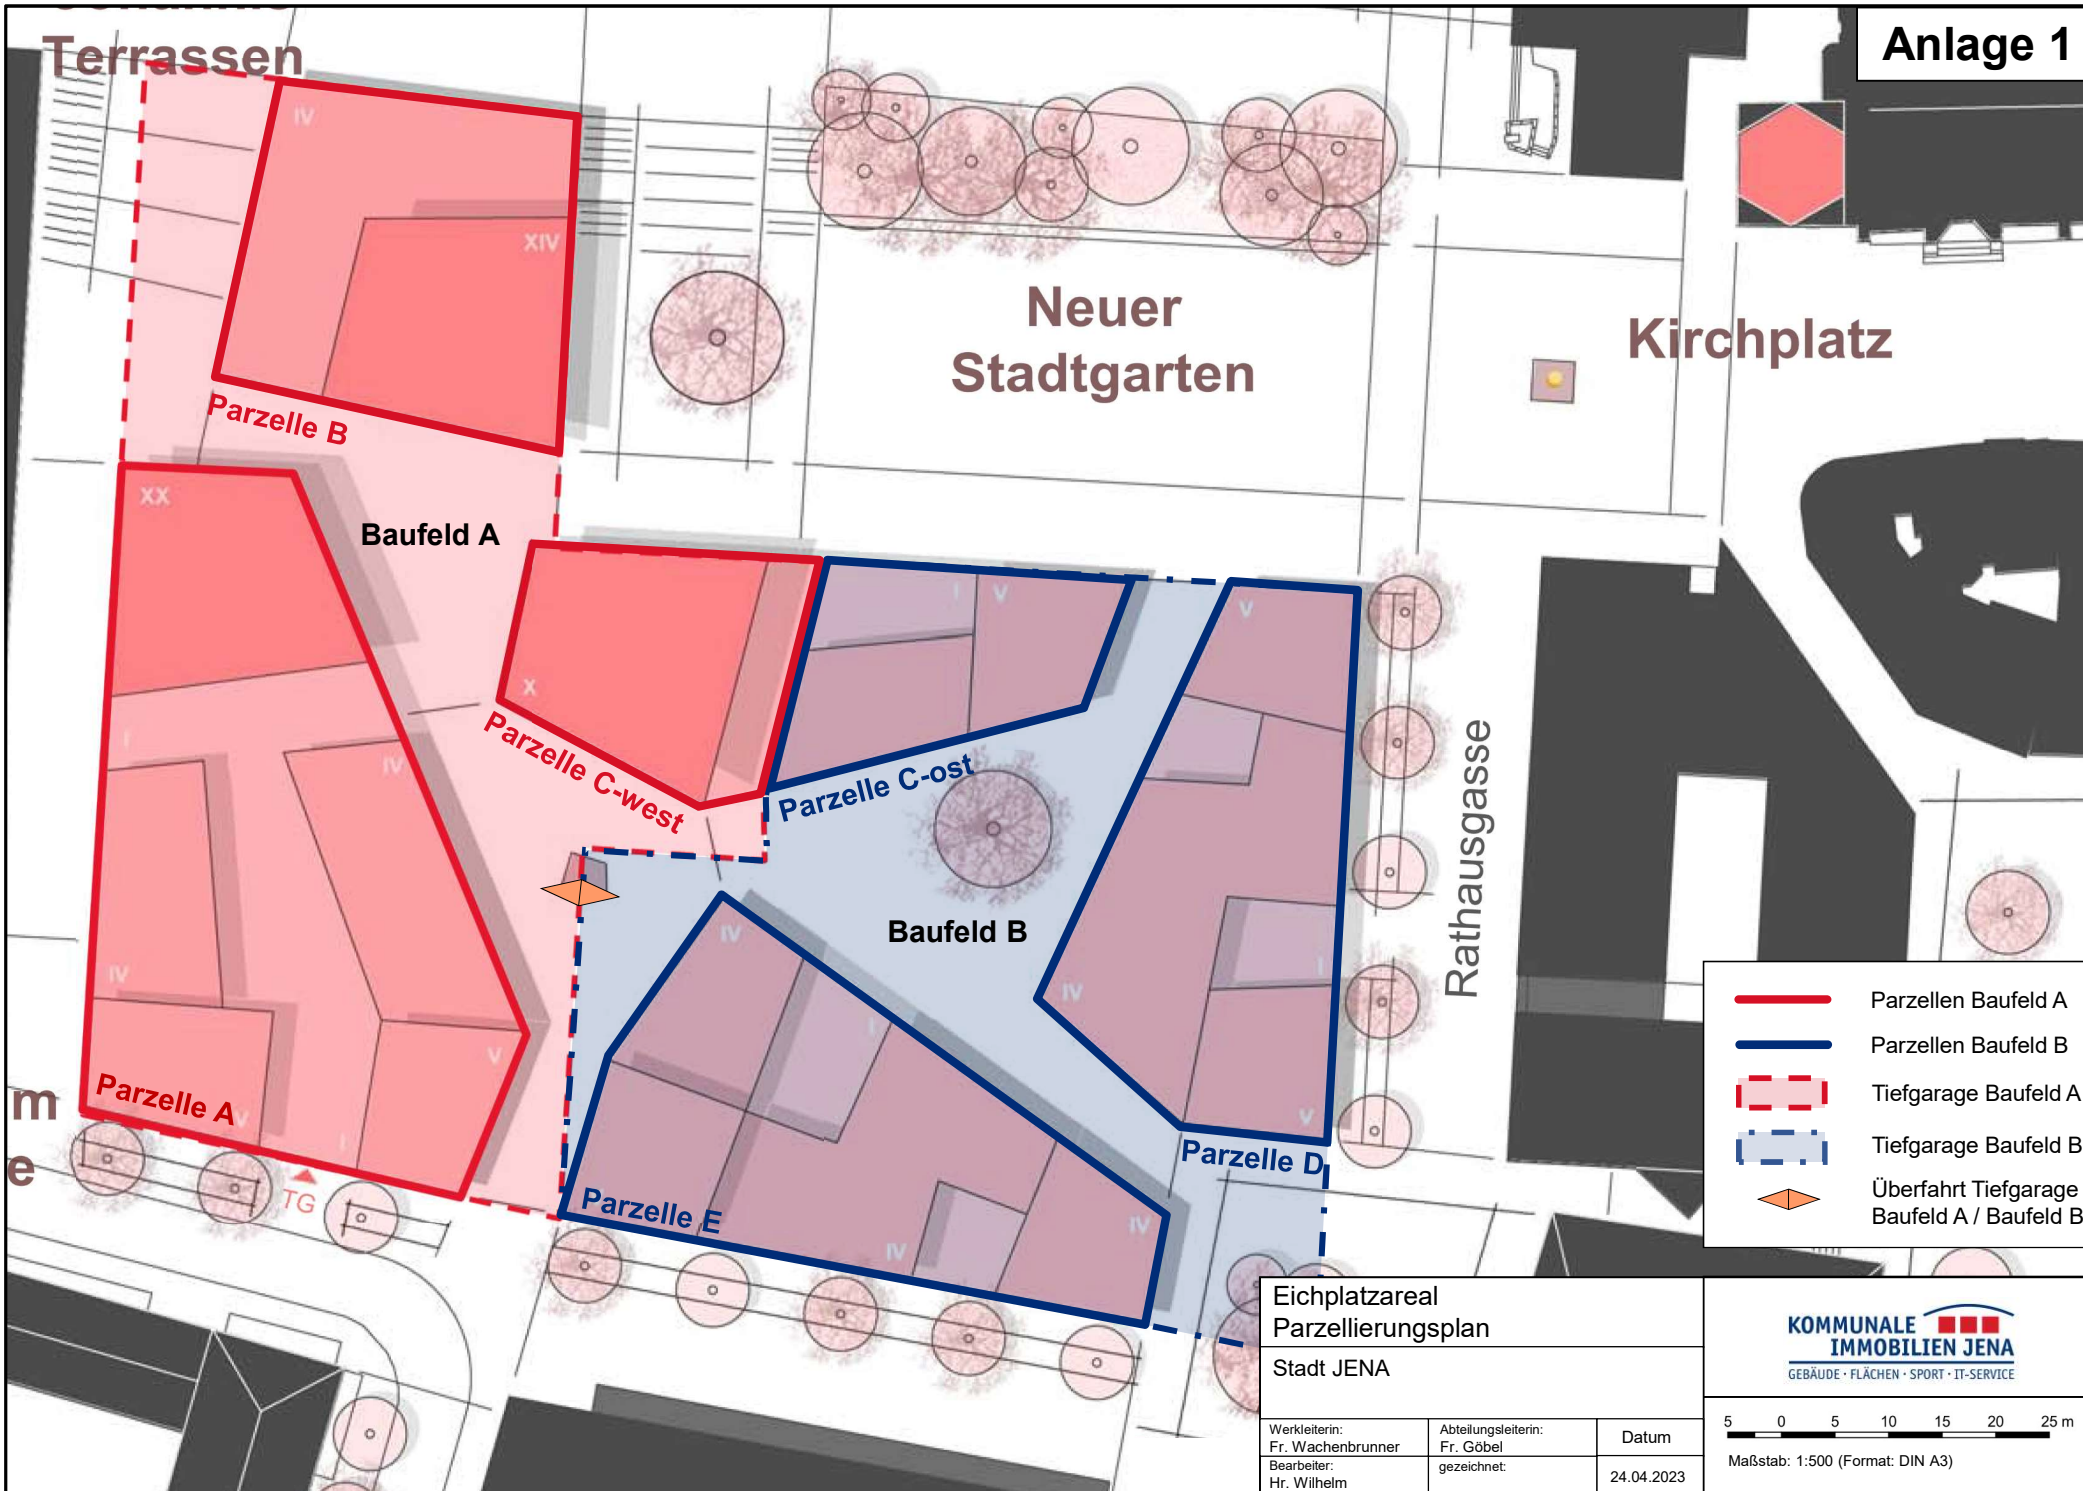 Terrassen
Anlage 1
IV
XIV
Neuer
Stadtgarten
Kirchplatz
Parzelle B
XX
Baufeld A
I
V
V
X
Parzelle C-west
Parzelle C-ost
I
IV
Rathausgasse
Baufeld B
IV
IV
IV
I
I
V
V
Parzelle A
V
I
TG
m
e
Parzelle D
Parzelle E
IV
IV
Parzellen Baufeld A
Parzellen Baufeld B
Tiefgarage Baufeld A
Tiefgarage Baufeld B
Überfahrt Tiefgarage
Baufeld A / Baufeld B
Eichplatzareal
Parzellierungsplan
Stadt JENA
Werkleiterin:
Fr. Wachenbrunner
Abteilungsleiterin:
Fr. Göbel
Datum
Bearbeiter:
Hr. Wilhelm
gezeichnet:
24.04.2023
KOMMUNALE
IMMOBILIEN JENA
GEBÄUDE · FLÄCHEN · SPORT · IT-SERVICE
5 0 5 10 15 20 25 m
Maßstab: 1:500 (Format: DIN A3)